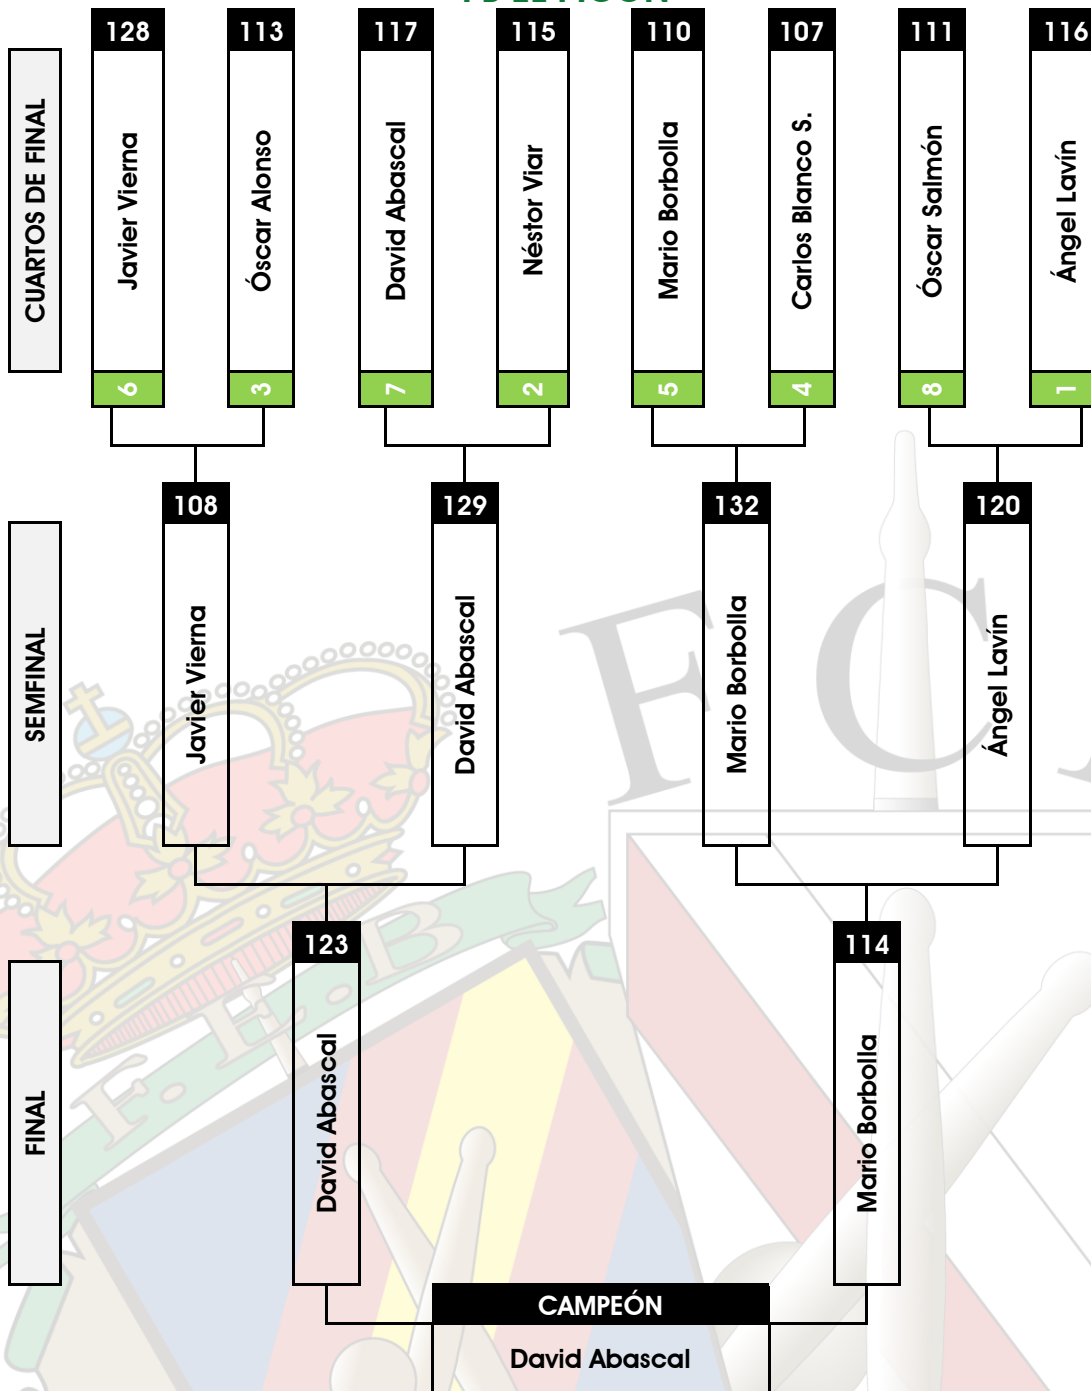 128 113 117 115 110 107 111 116
CUARTOS DE FINAL
Javier Vierna
Óscar Alonso
David Abascal
Néstor Viar
Mario Borbolla
Carlos Blanco S.
Óscar Salmón
Ángel Lavín
6 3 7 2 5 4 8 1
108 129 132 120
SEMFINAL
Javier Vierna
David Abascal
Mario Borbolla
Ángel Lavín
F C
F. E. B
123 114
FINAL
David Abascal
Mario Borbolla
CAMPEÓN
David Abascal